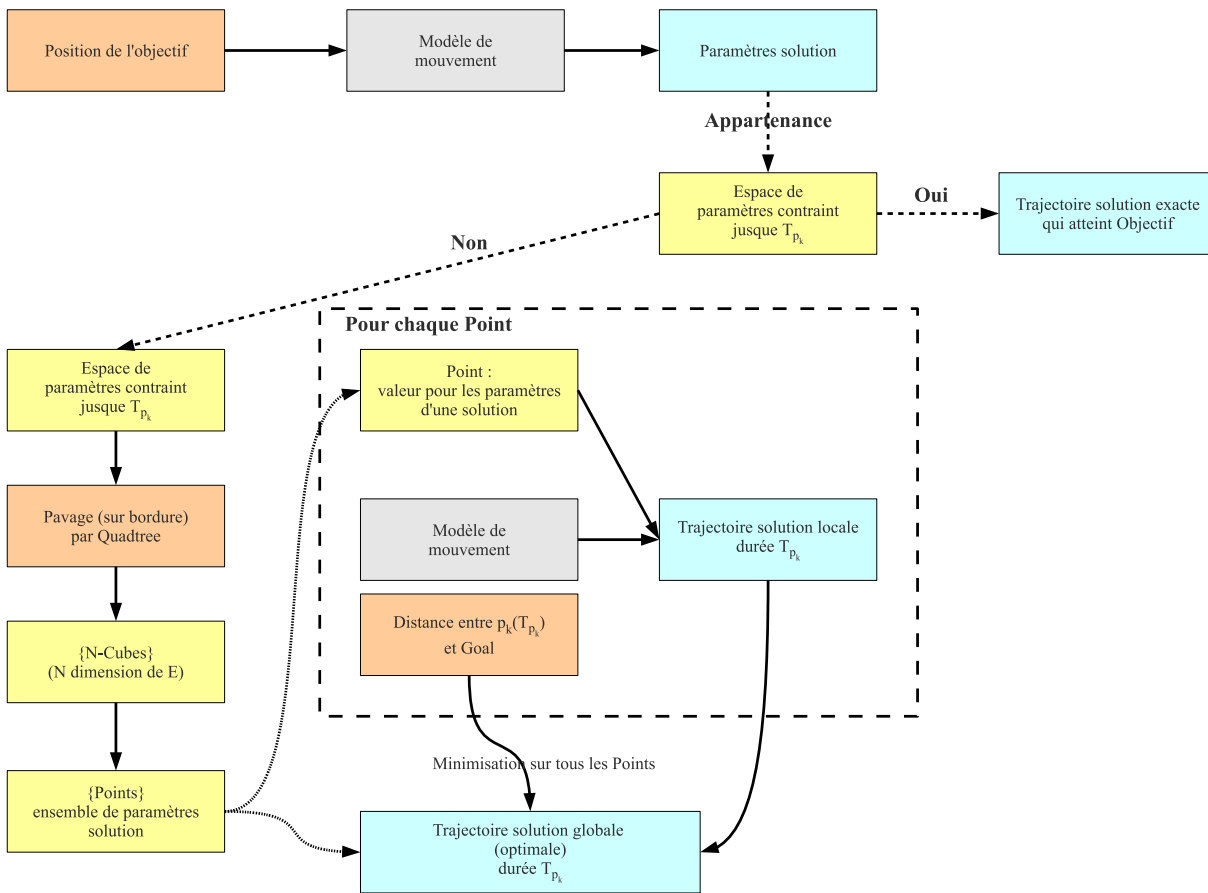 Position de l'objectif
Modèle de
mouvement
Paramètres solution
Appartenance
Espace de
paramètres contraint
jusque T_{p_k}
Oui
Trajectoire solution exacte
qui atteint Objectif
Non
Pour chaque Point
Espace de
paramètres contraint
jusque T_{p_k}
Point :
valeur pour les paramètres
d'une solution
Pavage (sur bordure)
par Quadtree
Modèle de
mouvement
Trajectoire solution locale
durée T_{p_k}
Distance entre p_k(T_{p_k})
et Goal
{N-Cubes}
(N dimension de E)
Minimisation sur tous les Points
{Points}
ensemble de paramètres
solution
Trajectoire solution globale
(optimale)
durée T_{p_k}